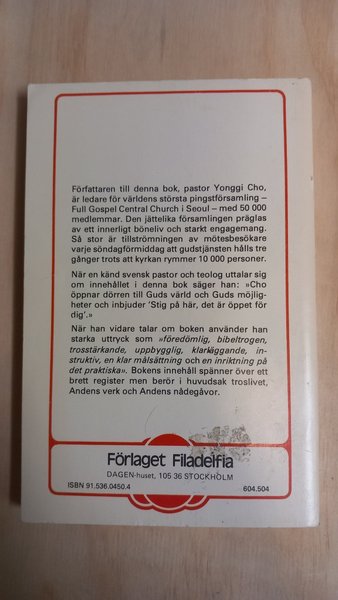 Författaren till denna bok, pastor Yonggi Cho,
är ledare för världens största pingstförsamling –
Full Gospel Central Church i Seoul – med 50 000
medlemmar. Den jättelika församlingen präglas
av ett innerligt böneliv och starkt engagemang.
Så stor är tillströmningen av mötesbesökare
varje söndagförmiddag att gudstjänsten hålls tre
gånger trots att kyrkan rymmer 10 000 personer.
När en känd svensk pastor och teolog uttalar sig
om innehållet i denna bok säger han: »Cho
öppnar dörren till Guds värld och Guds möjlig-
heter och inbjuder 'Stig på här, det är öppet för
dig'.»
När han vidare talar om boken använder han
starka uttryck som »föredömlig, bibeltrogen,
trosstärkande, uppbygglig, klarläggande, in-
struktiv, en klar målsättning och en inriktning på
det praktiska». Bokens innehåll spänner över ett
brett register men berör i huvudsak troslivet,
Andens verk och Andens nådegåvor.
Förlaget Filadelfia
DAGEN-huset, 105 36 STOCKHOLM
ISBN 91.536.0450.4 604.504